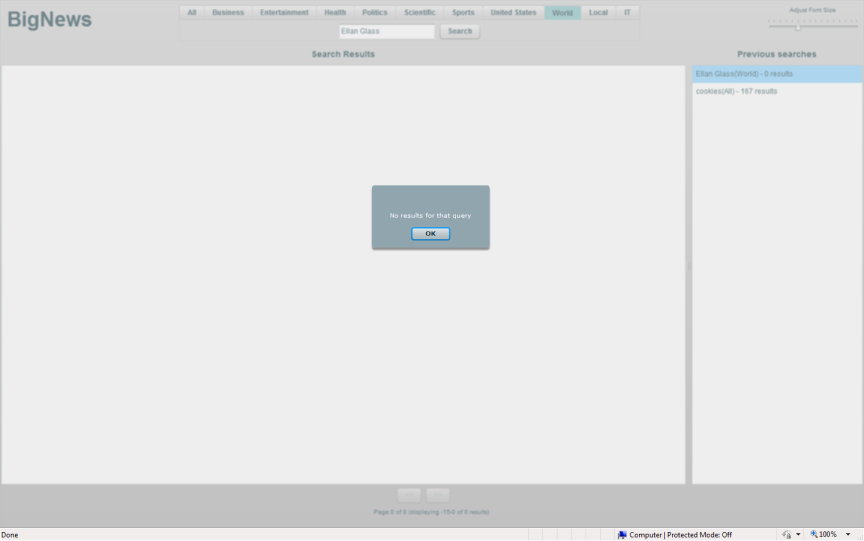 BigNews
All Business Entertainment Health Politics Scientific Sports United States World Local IT
Adjust Font Size
Elian Glass Search
Search Results
Previous searches
Elian Glass(World) - 0 results
cookies(All) - 167 results
No results for that query
OK
Page 0 of 0 (displaying -15-0 of 0 results)
Done
Computer | Protected Mode: Off
100%